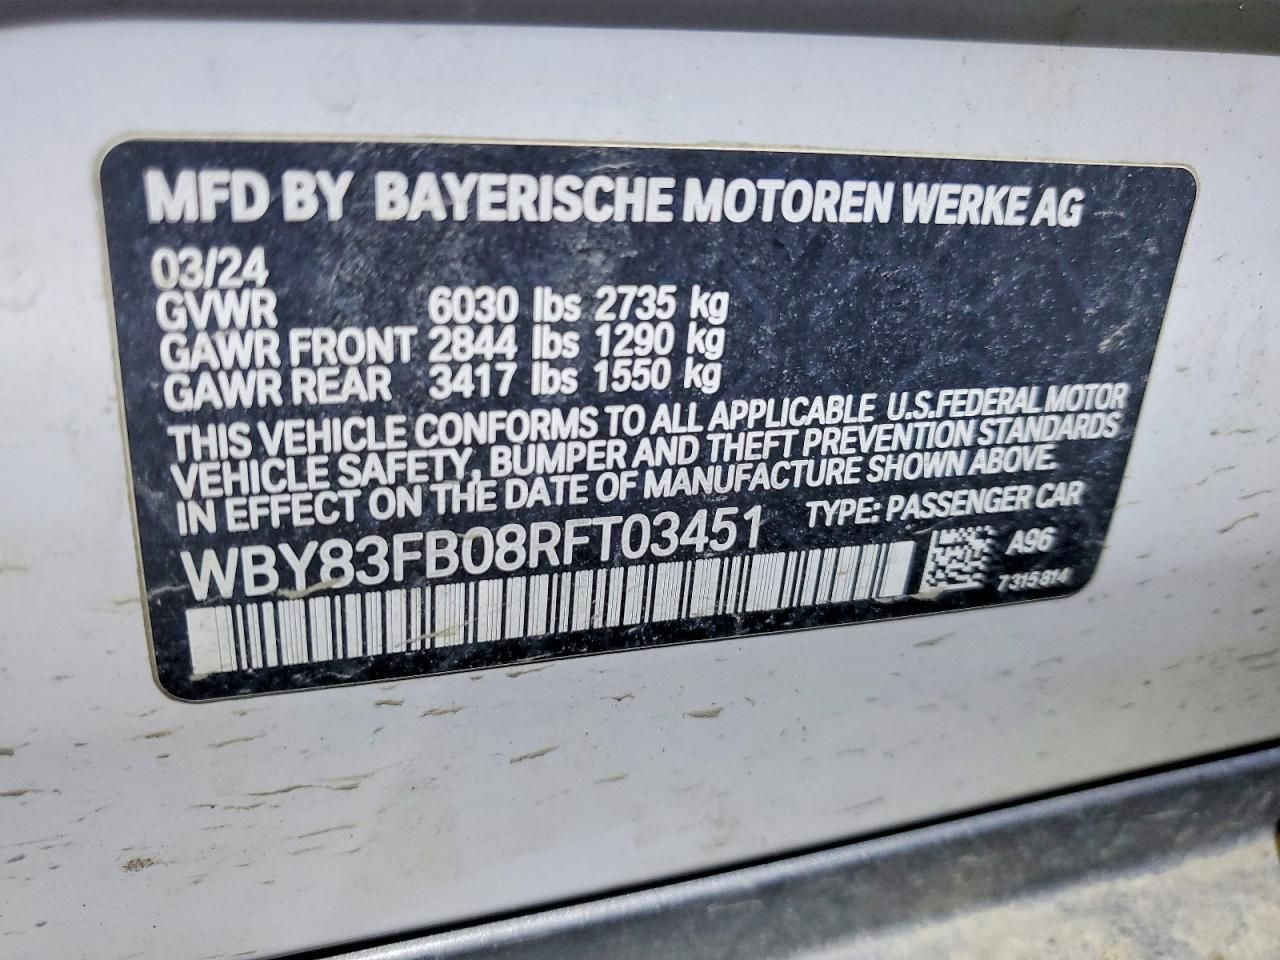 MFD BY BAYERISCHE MOTOREN WERKE AG
03/24
GVWR 6030 lbs 2735 kg
GAWR FRONT 2844 lbs 1290 kg
GAWR REAR 3417 lbs 1550 kg
THIS VEHICLE CONFORMS TO ALL APPLICABLE U.S.FEDERAL MOTOR
VEHICLE SAFETY, BUMPER AND THEFT PREVENTION STANDARDS
IN EFFECT ON THE DATE OF MANUFACTURE SHOWN ABOVE.
WBY83FB08RFT03451 TYPE: PASSENGER CAR
A96
7315814